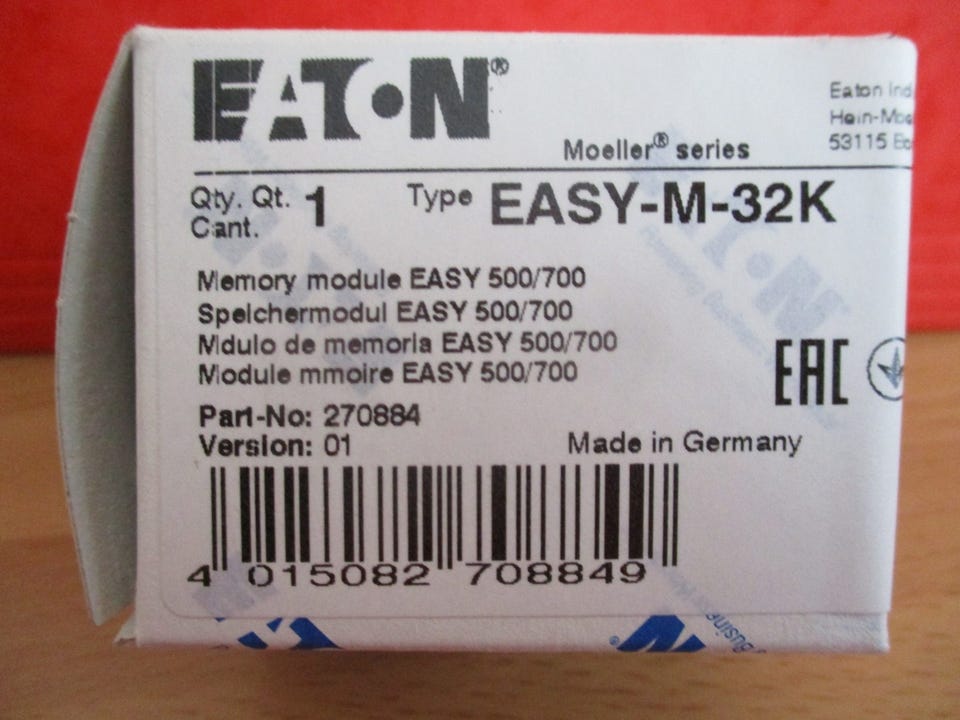 EATON®
Eaton Ind
Hein-Moe
53115 Bo
Moeller® series
Qty. Qt. 1
Cant.
Type EASY-M-32K
Memory module EASY 500/700
Speichermodul EASY 500/700
Mdulo de memoria EASY 500/700
Module mmoire EASY 500/700
EAC
Part-No: 270884
Version: 01
Made in Germany
4 015082 708849